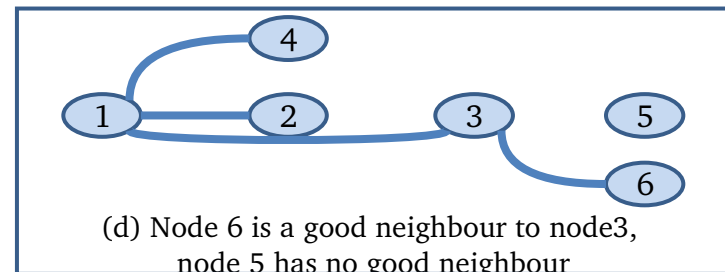 4
1 2 3 5
6
(d) Node 6 is a good neighbour to node3,
node 5 has no good neighbour